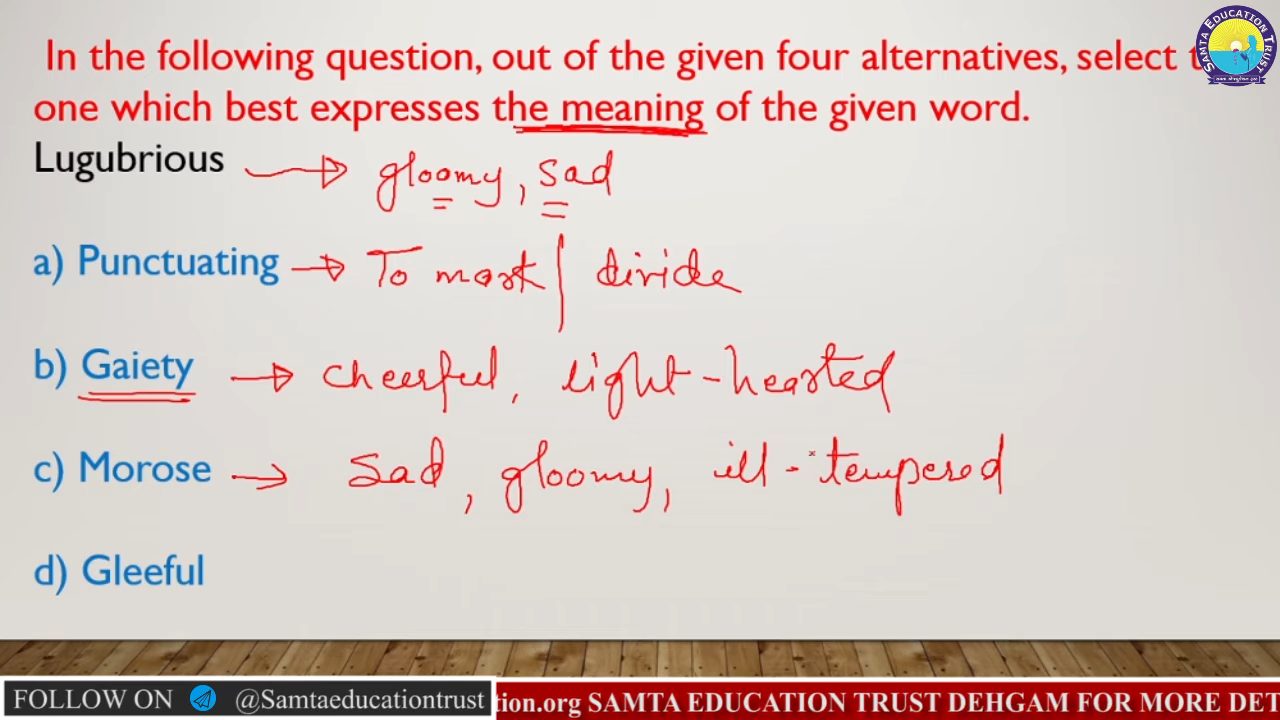 In the following question, out of the given four alternatives, select t
one which best expresses the meaning of the given word.
Lugubrious → gloomy, sad
a) Punctuating → To mark / divide
b) Gaiety → cheerful, light-hearted
c) Morose → sad, gloomy, ill-tempered
d) Gleeful
SAMTA EDUCATION TRUST
FOLLOW ON @Samtaeducationtrust tion.org SAMTA EDUCATION TRUST DEHGAM FOR MORE DET